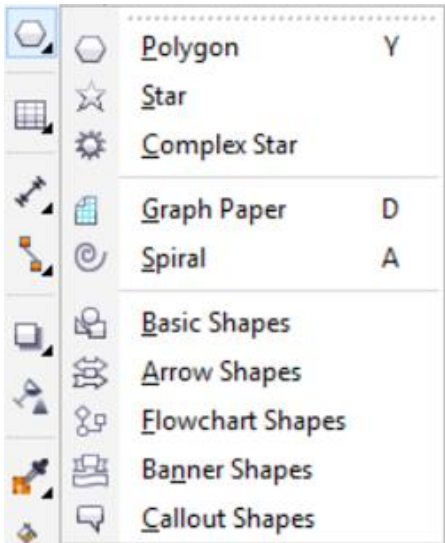 Polygon Y
Star
Complex Star
Graph Paper D
Spiral A
Basic Shapes
Arrow Shapes
Flowchart Shapes
Banner Shapes
Callout Shapes